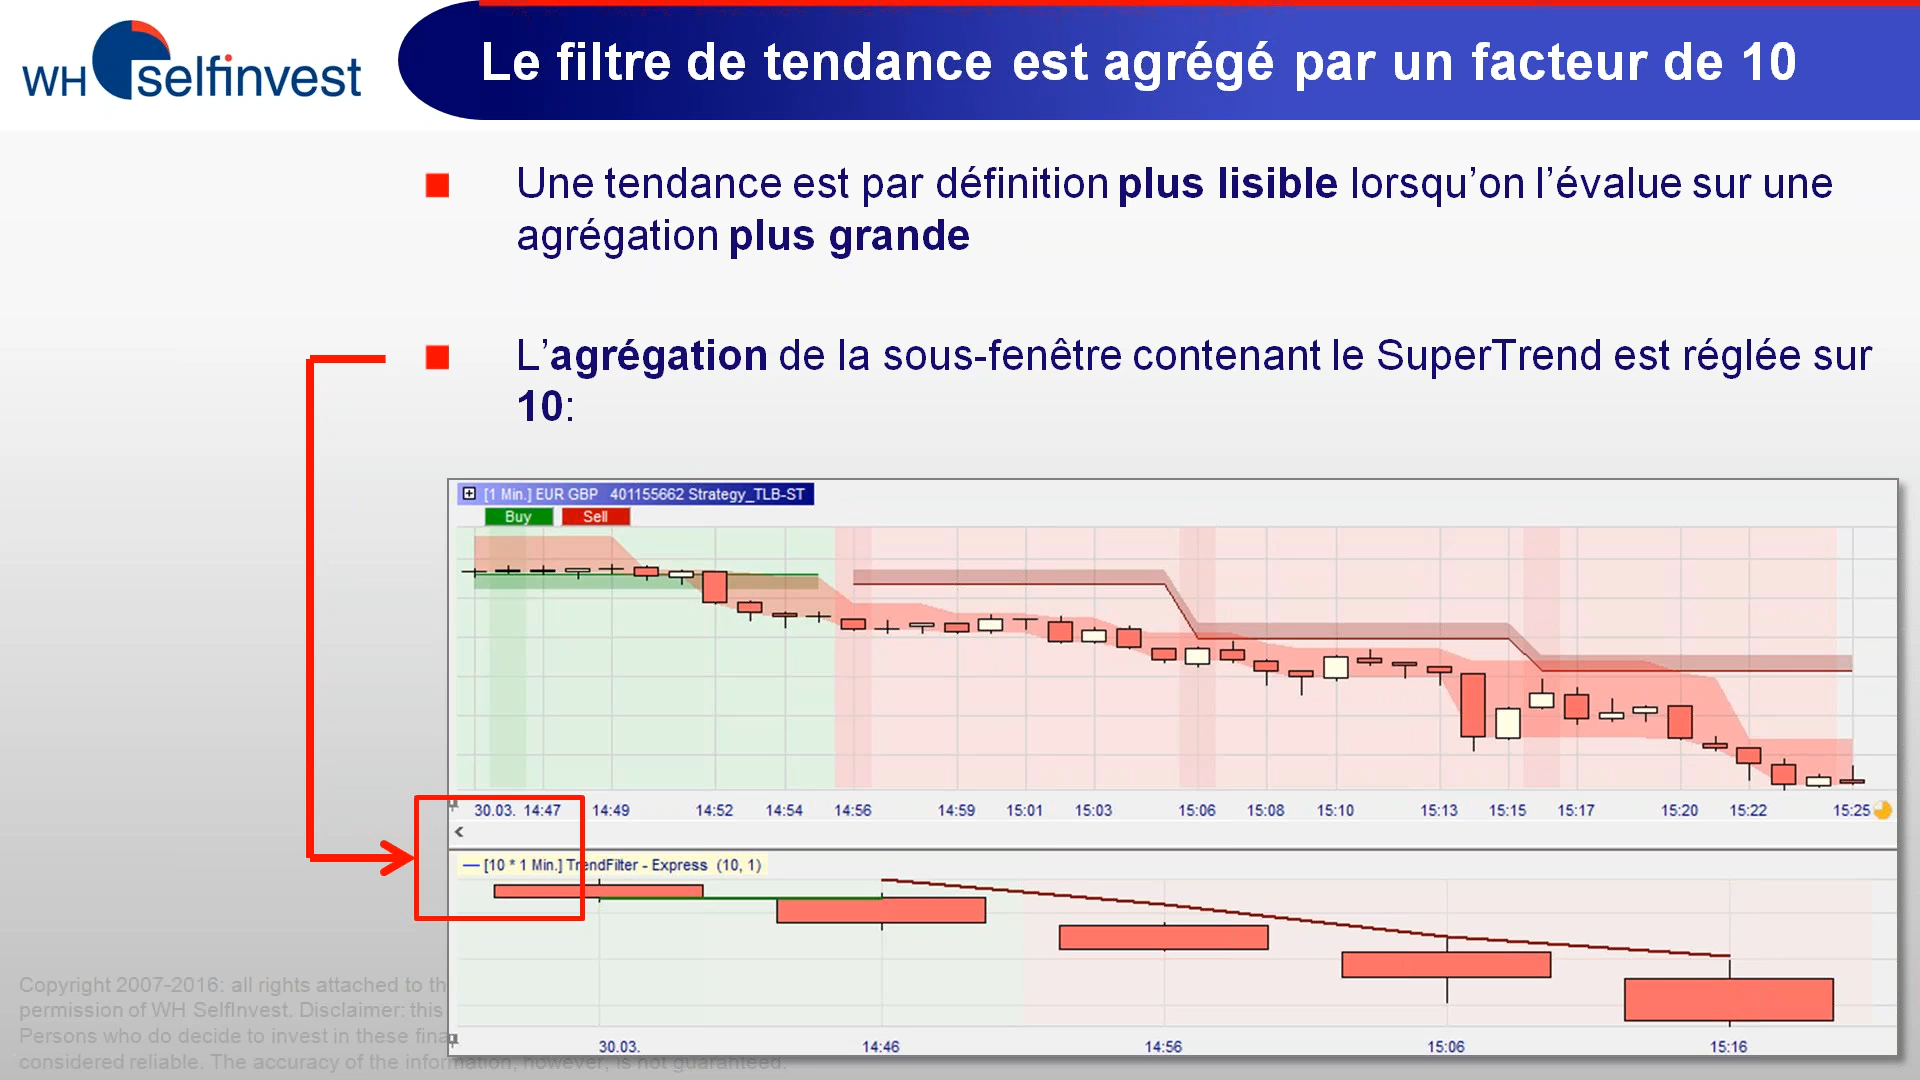 WH selfinvest
Le filtre de tendance est agrégé par un facteur de 10
Une tendance est par définition plus lisible lorsqu’on l’évalue sur une
agrégation plus grande
L’agrégation de la sous-fenêtre contenant le SuperTrend est réglée sur
10:
[1 Min.] EUR GBP 401155662 Strategy_TLB-ST
Buy Sell
30.03. 14:47 14:49 14:52 14:54 14:56 14:59 15:01 15:03 15:06 15:08 15:10 15:13 15:15 15:17 15:20 15:22 15:25
[10 * 1 Min.] TrendFilter - Express (10, 1)
30.03. 14:46 14:56 15:06 15:16
Copyright 2007-2016: all rights attached to th
permission of WH SelfInvest. Disclaimer: this
Persons who do decide to invest in these fina
considered reliable. The accuracy of the information, however, is not guaranteed.